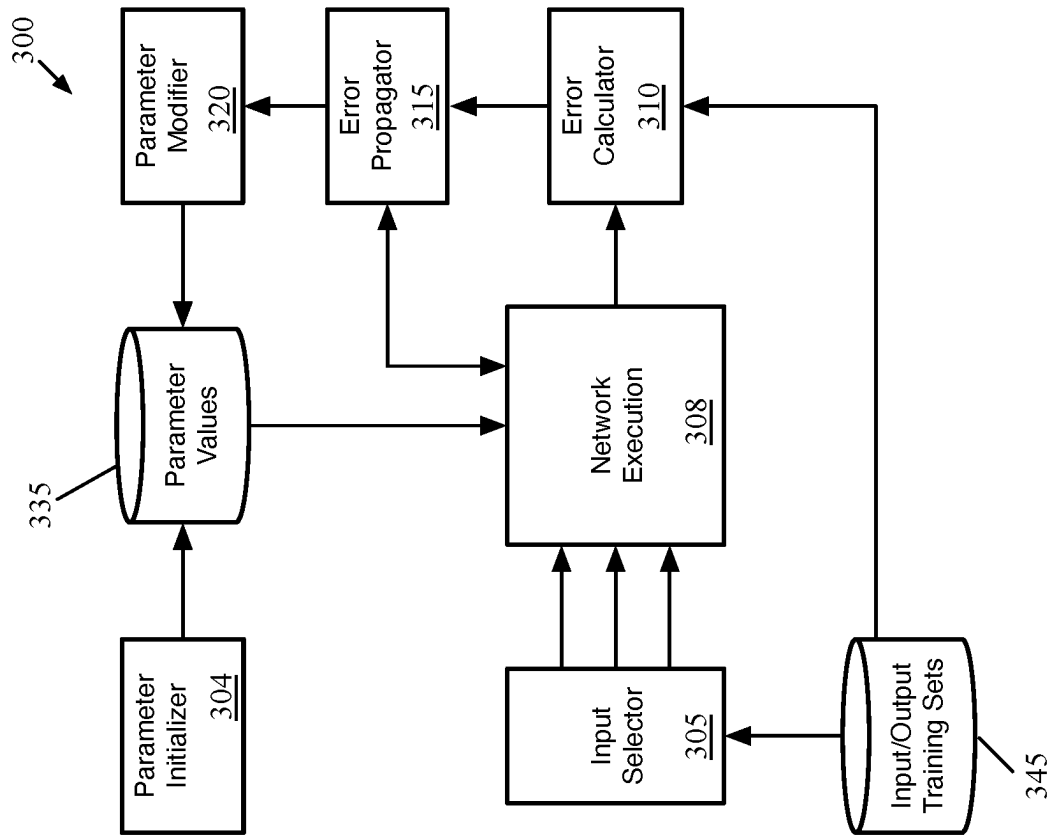 300
Parameter
Initializer
304
335
Parameter
Values
Parameter
Modifier
320
Error
Propagator
315
Input
Selector
305
Network
Execution
308
Error
Calculator
310
Input/Output
Training Sets
345